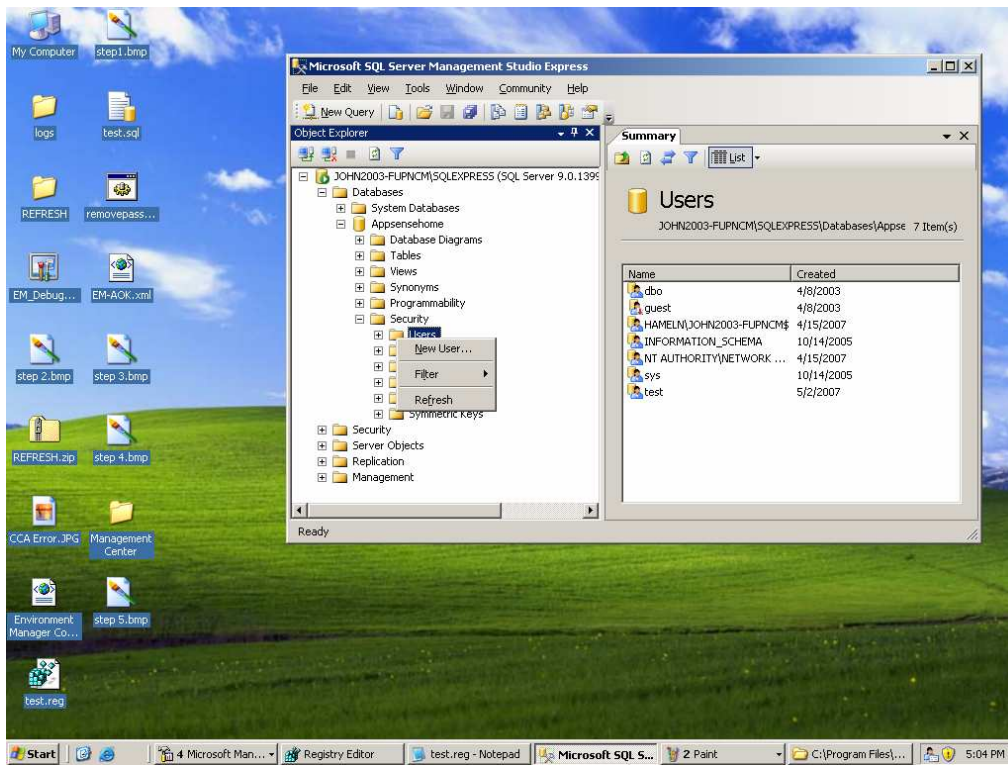 My Computer
step1.bmp
logs
test.sql
REFRESH
removepass...
EM_Debug...
EM-AOK.xml
step 2.bmp
step 3.bmp
REFRESH.zip
step 4.bmp
CCA Error.JPG
Management Center
Environment Manager Co...
step 5.bmp
test.reg
Microsoft SQL Server Management Studio Express
File Edit View Tools Window Community Help
New Query
Object Explorer
JOHN2003-FUPNCM\SQLEXPRESS (SQL Server 9.0.1399
Databases
System Databases
Appsensehome
Database Diagrams
Tables
Views
Synonyms
Programmability
Security
Users
New User...
Filter
Refresh
Symmetric Keys
Security
Server Objects
Replication
Management
Summary
List
Users
JOHN2003-FUPNCM\SQLEXPRESS\Databases\Appse 7 Item(s)
Name Created
dbo 4/8/2003
guest 4/8/2003
HAMELN\JOHN2003-FUPNCM$ 4/15/2007
INFORMATION_SCHEMA 10/14/2005
NT AUTHORITY\NETWORK ... 4/15/2007
sys 10/14/2005
test 5/2/2007
Ready
Start 4 Microsoft Man... Registry Editor test.reg - Notepad Microsoft SQL S... 2 Paint C:\Program Files\... 5:04 PM